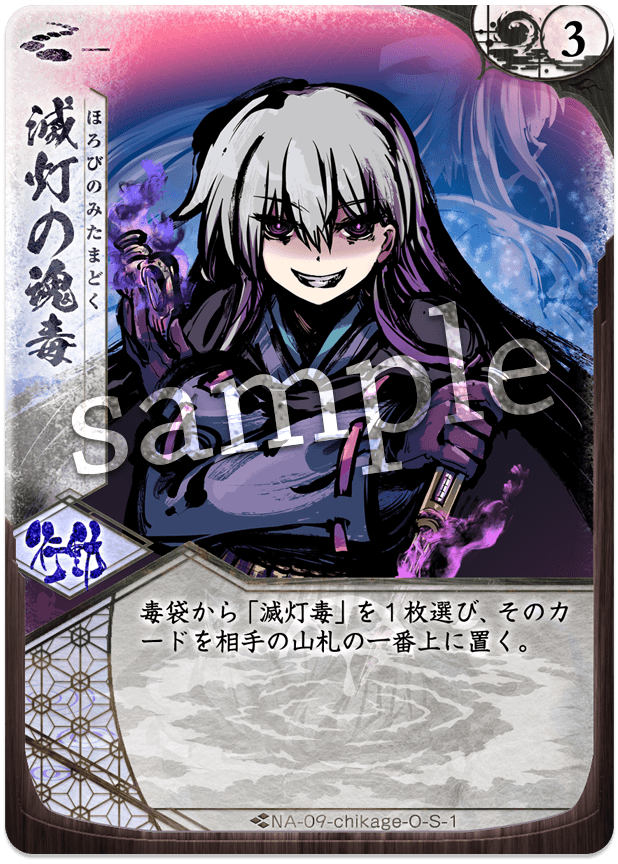 3
滅灯の魂毒
ほろびのみたまどく
sample
行動
毒袋から「滅灯毒」を１枚選び、そのカ
ードを相手の山札の一番上に置く。
NA-09-chikage-O-S-1